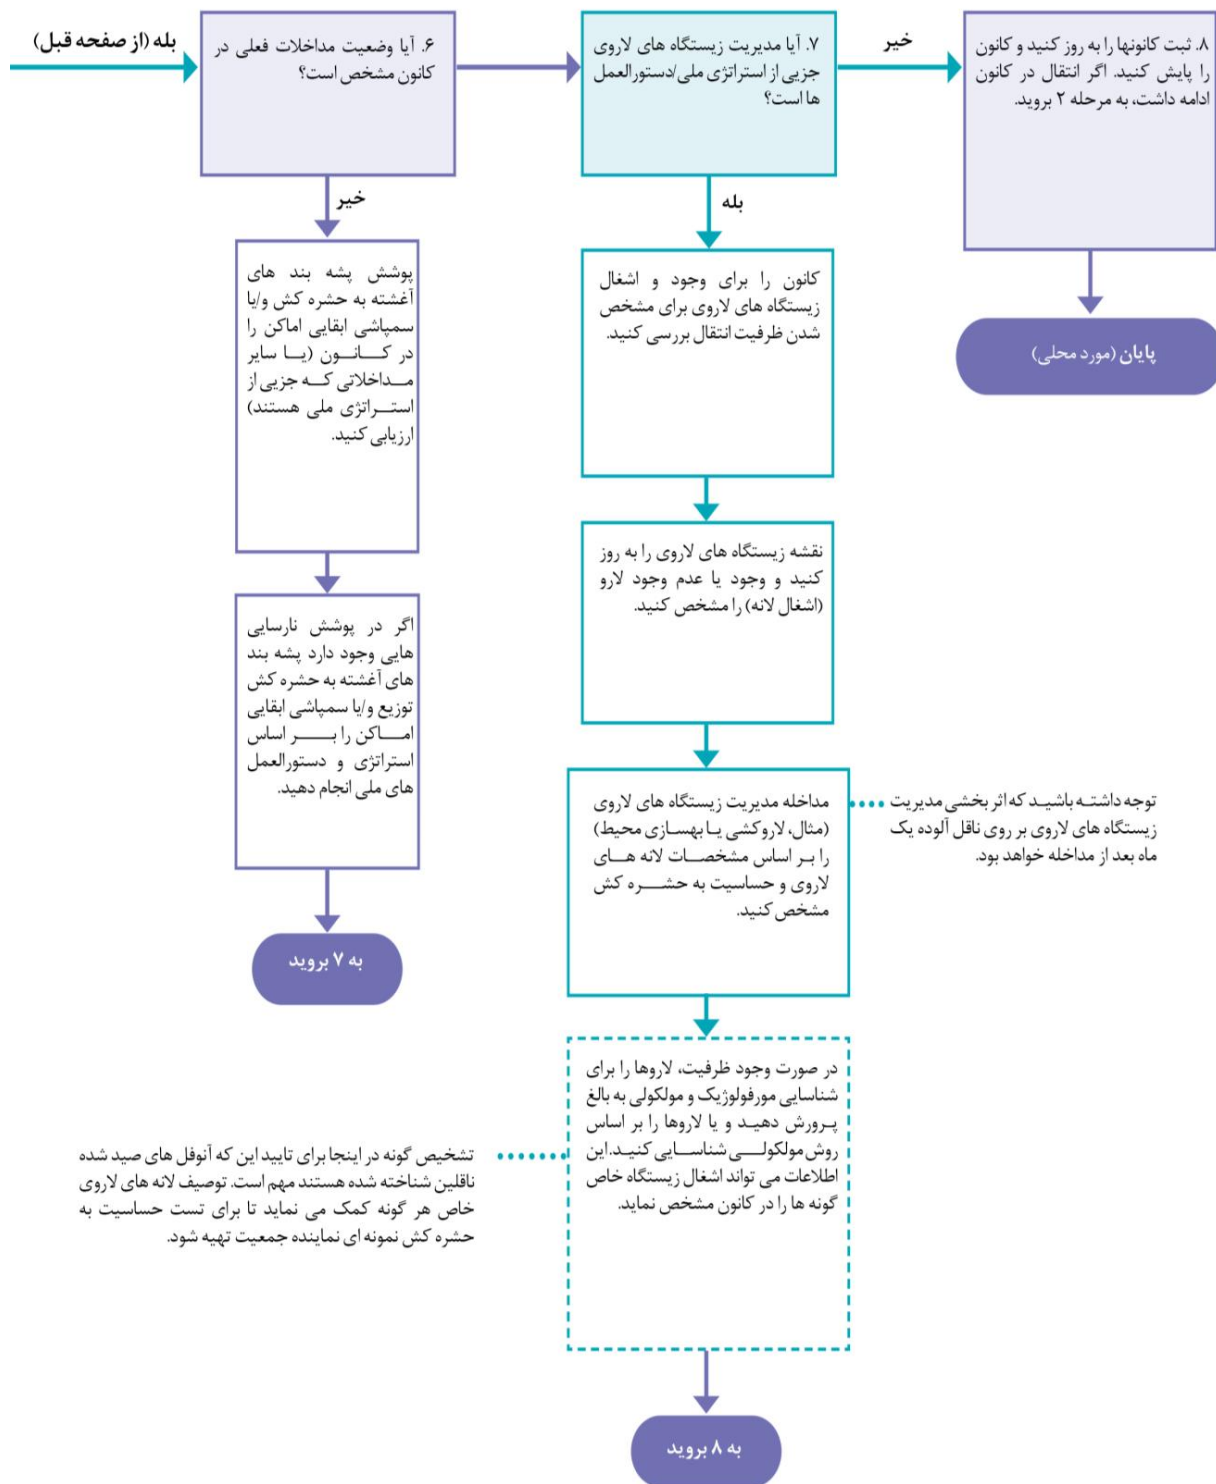 بله (از صفحه قبل)
۶. آیا وضعیت مداخلات فعلی در
کانون مشخص است؟
خیر
پوشش پشه بند های
آغشته به حشره کش و/یا
سمپاشی ابقایی اماکن را
در کانون (یا سایر
مداخلاتی که جزیی از
استراتژی ملی هستند)
ارزیابی کنید.
اگر در پوشش نارسایی
هایی وجود دارد پشه بند
های آغشته به حشره کش
توزیع و/یا سمپاشی ابقایی
اماکن را بر اساس
استراتژی و دستورالعمل
های ملی انجام دهید.
به ۷ بروید
۷. آیا مدیریت زیستگاه های لاروی
جزیی از استراتژی ملی/دستورالعمل
ها است؟
بله
کانون را برای وجود و اشغال
زیستگاه های لاروی برای مشخص
شدن ظرفیت انتقال بررسی کنید.
نقشه زیستگاه های لاروی را به روز
کنید و وجود یا عدم وجود لارو
(اشغال لانه) را مشخص کنید.
مداخله مدیریت زیستگاه های لاروی
(مثال، لاروکشی یا بهسازی محیط)
را بر اساس مشخصات لانه های
لاروی و حساسیت به حشره کش
مشخص کنید.
توجه داشته باشید که اثر بخشی مدیریت
زیستگاه های لاروی بر روی ناقل آلوده یک
ماه بعد از مداخله خواهد بود.
در صورت وجود ظرفیت، لاروها را برای
شناسایی مورفولوژیک و مولکولی به بالغ
پرورش دهید و یا لاروها را بر اساس
روش مولکولی شناسایی کنید.این
اطلاعات می تواند اشغال زیستگاه خاص
گونه ها را در کانون مشخص نماید.
تشخیص گونه در اینجا برای تایید این که آنوفل های صید شده
ناقلین شناخته شده هستند مهم است. توصیف لانه های لاروی
خاص هر گونه کمک می نماید تا برای تست حساسیت به
حشره کش نمونه ای نماینده جمعیت تهیه شود.
به ۸ بروید
خیر
۸. ثبت کانونها را به روز کنید و کانون
را پایش کنید. اگر انتقال در کانون
ادامه داشت، به مرحله ۲ بروید.
پایان (مورد محلی)